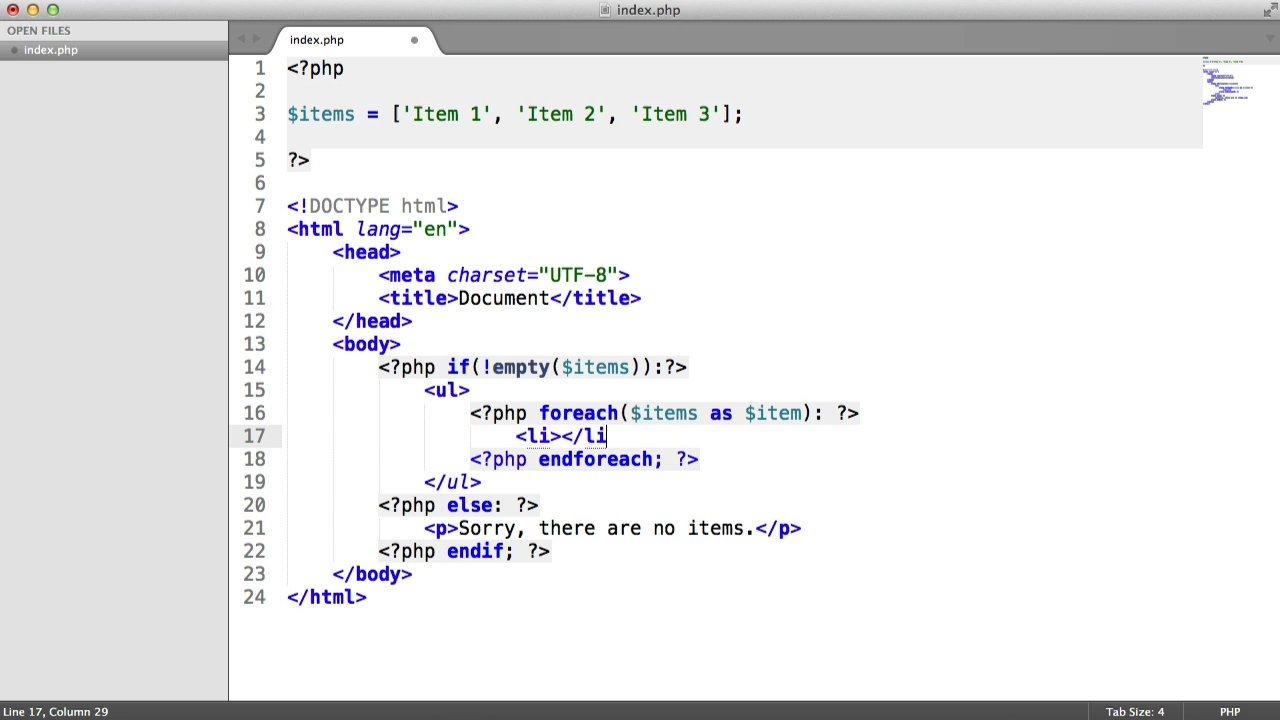 index.php
OPEN FILES
index.php
index.php
1 <?php
2
3 $items = ['Item 1', 'Item 2', 'Item 3'];
4
5 ?>
6
7 <!DOCTYPE html>
8 <html lang="en">
9 <head>
10 <meta charset="UTF-8">
11 <title>Document</title>
12 </head>
13 <body>
14 <?php if(!empty($items)):?>
15 <ul>
16 <?php foreach($items as $item): ?>
17 <li></li
18 <?php endforeach; ?>
19 </ul>
20 <?php else: ?>
21 <p>Sorry, there are no items.</p>
22 <?php endif; ?>
23 </body>
24 </html>
Line 17, Column 29
Tab Size: 4
PHP